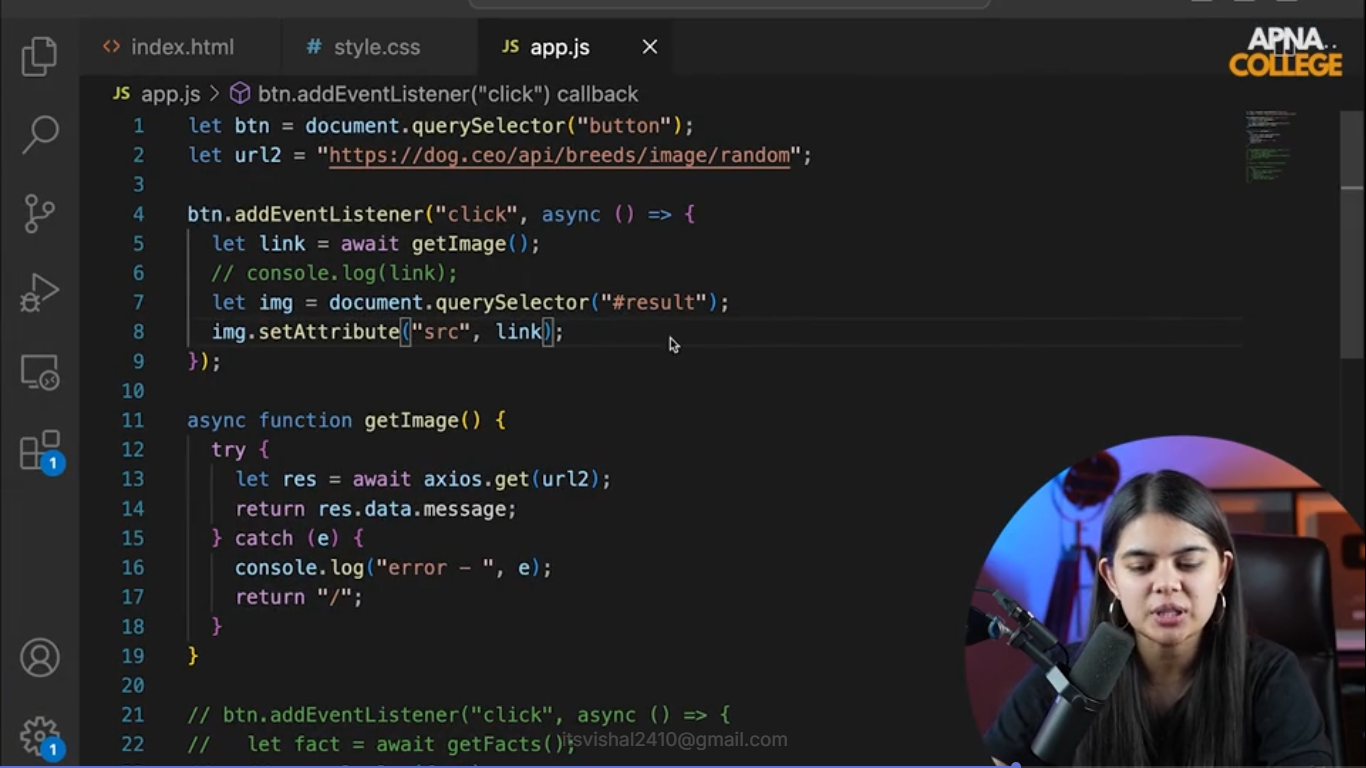 index.html
style.css
JS app.js
APNA
COLLEGE
JS app.js > btn.addEventListener("click") callback
1 let btn = document.querySelector("button");
2 let url2 = "https://dog.ceo/api/breeds/image/random";
3
4 btn.addEventListener("click", async () => {
5 let link = await getImage();
6 // console.log(link);
7 let img = document.querySelector("#result");
8 img.setAttribute("src", link);
9 });
10
11 async function getImage() {
12 try {
13 let res = await axios.get(url2);
14 return res.data.message;
15 } catch (e) {
16 console.log("error - ", e);
17 return "/";
18 }
19 }
20
21 // btn.addEventListener("click", async () => {
22 // let fact = await getFacts();
itsvishal2410@gmail.com
1
1